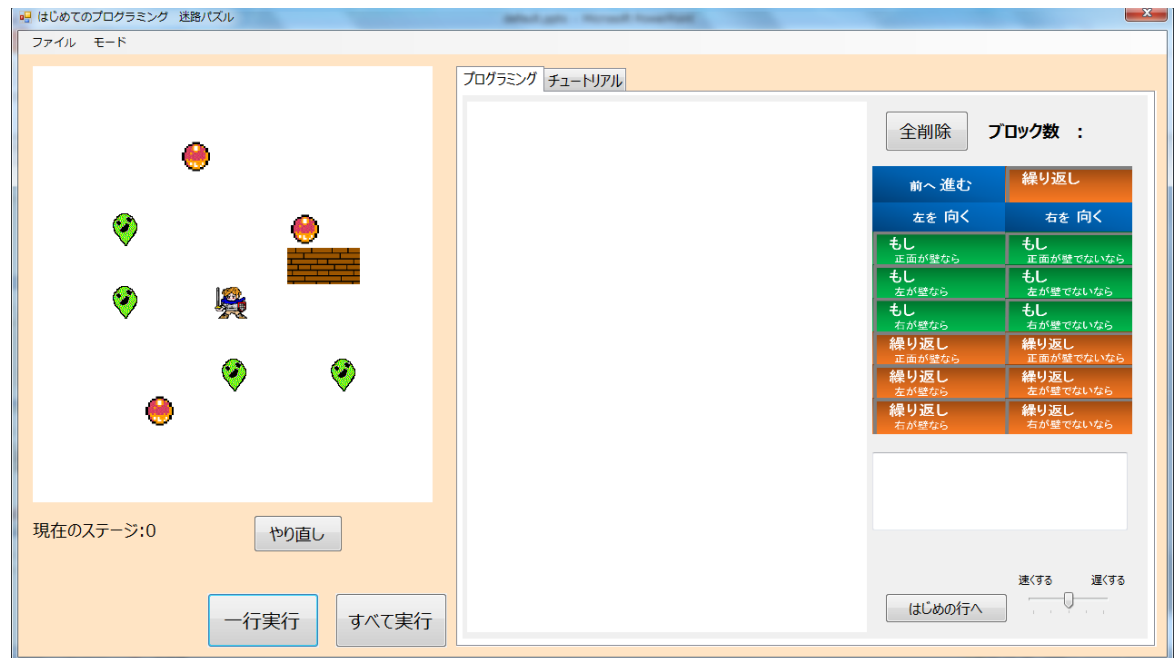 はじめてのプログラミング 迷路パズル
default.pptx - Microsoft PowerPoint
ファイル モード
プログラミング チュートリアル
全削除 ブロック数 :
前へ 進む 繰り返し
左を 向く 右を 向く
もし もし
正面が壁なら 正面が壁でないなら
もし もし
左が壁なら 左が壁でないなら
もし もし
右が壁なら 右が壁でないなら
繰り返し 繰り返し
正面が壁なら 正面が壁でないなら
繰り返し 繰り返し
左が壁なら 左が壁でないなら
繰り返し 繰り返し
右が壁なら 右が壁でないなら
現在のステージ:0 やり直し
速くする 遅くする
はじめの行へ
一行実行 すべて実行